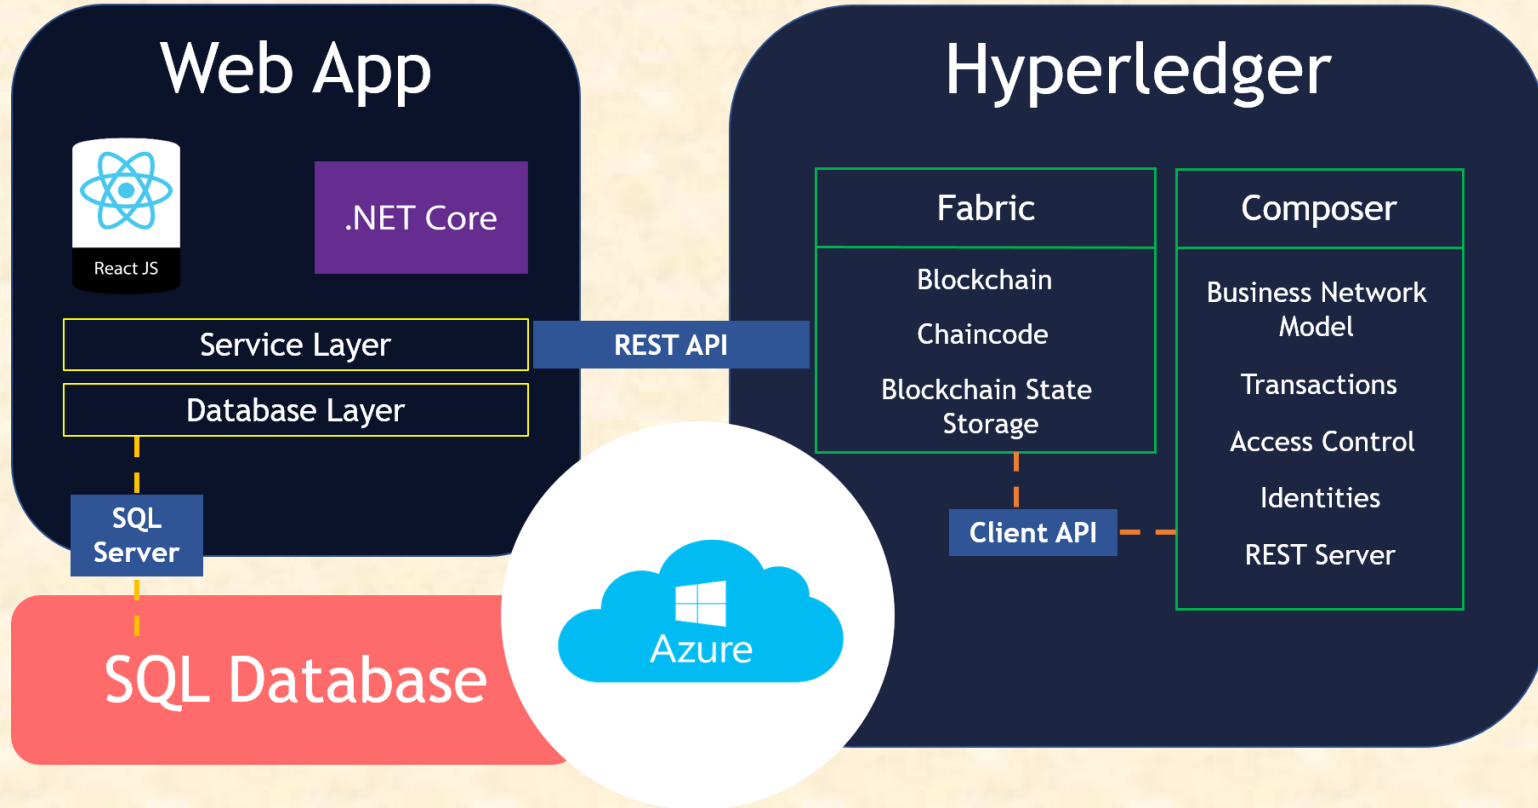 Web App
React JS
.NET Core
Service Layer
Database Layer
SQL
Server
SQL Database
REST API
Azure
Hyperledger
Fabric
Blockchain
Chaincode
Blockchain State
Storage
Client API
Composer
Business Network
Model
Transactions
Access Control
Identities
REST Server